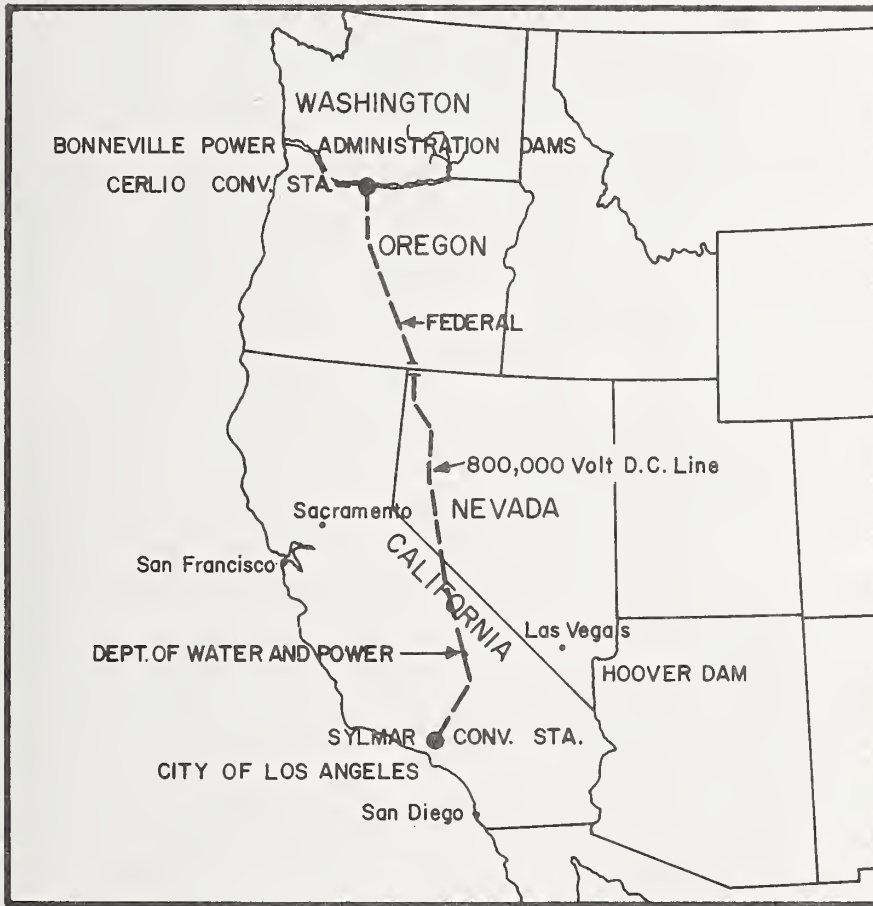 WASHINGTON
BONNEVILLE POWER ADMINISTRATION DAMS
CERLIO CONV. STA.
OREGON
FEDERAL
800,000 Volt D.C. Line
Sacramento
NEVADA
San Francisco
CALIFORNIA
Las Vegas
DEPT. OF WATER AND POWER
HOOVER DAM
SYLMAR CONV. STA.
CITY OF LOS ANGELES
San Diego